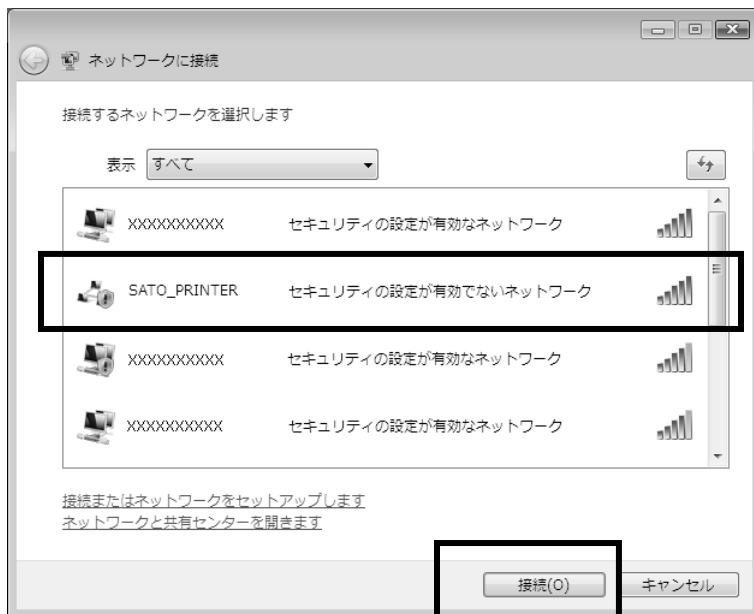 ネットワークに接続
接続するネットワークを選択します
表示 すべて
XXXXXXXXXX セキュリティの設定が有効なネットワーク
SATO_PRINTER セキュリティの設定が有効でないネットワーク
XXXXXXXXXX セキュリティの設定が有効なネットワーク
XXXXXXXXXX セキュリティの設定が有効なネットワーク
接続またはネットワークをセットアップします
ネットワークと共有センターを開きます
接続(O) キャンセル